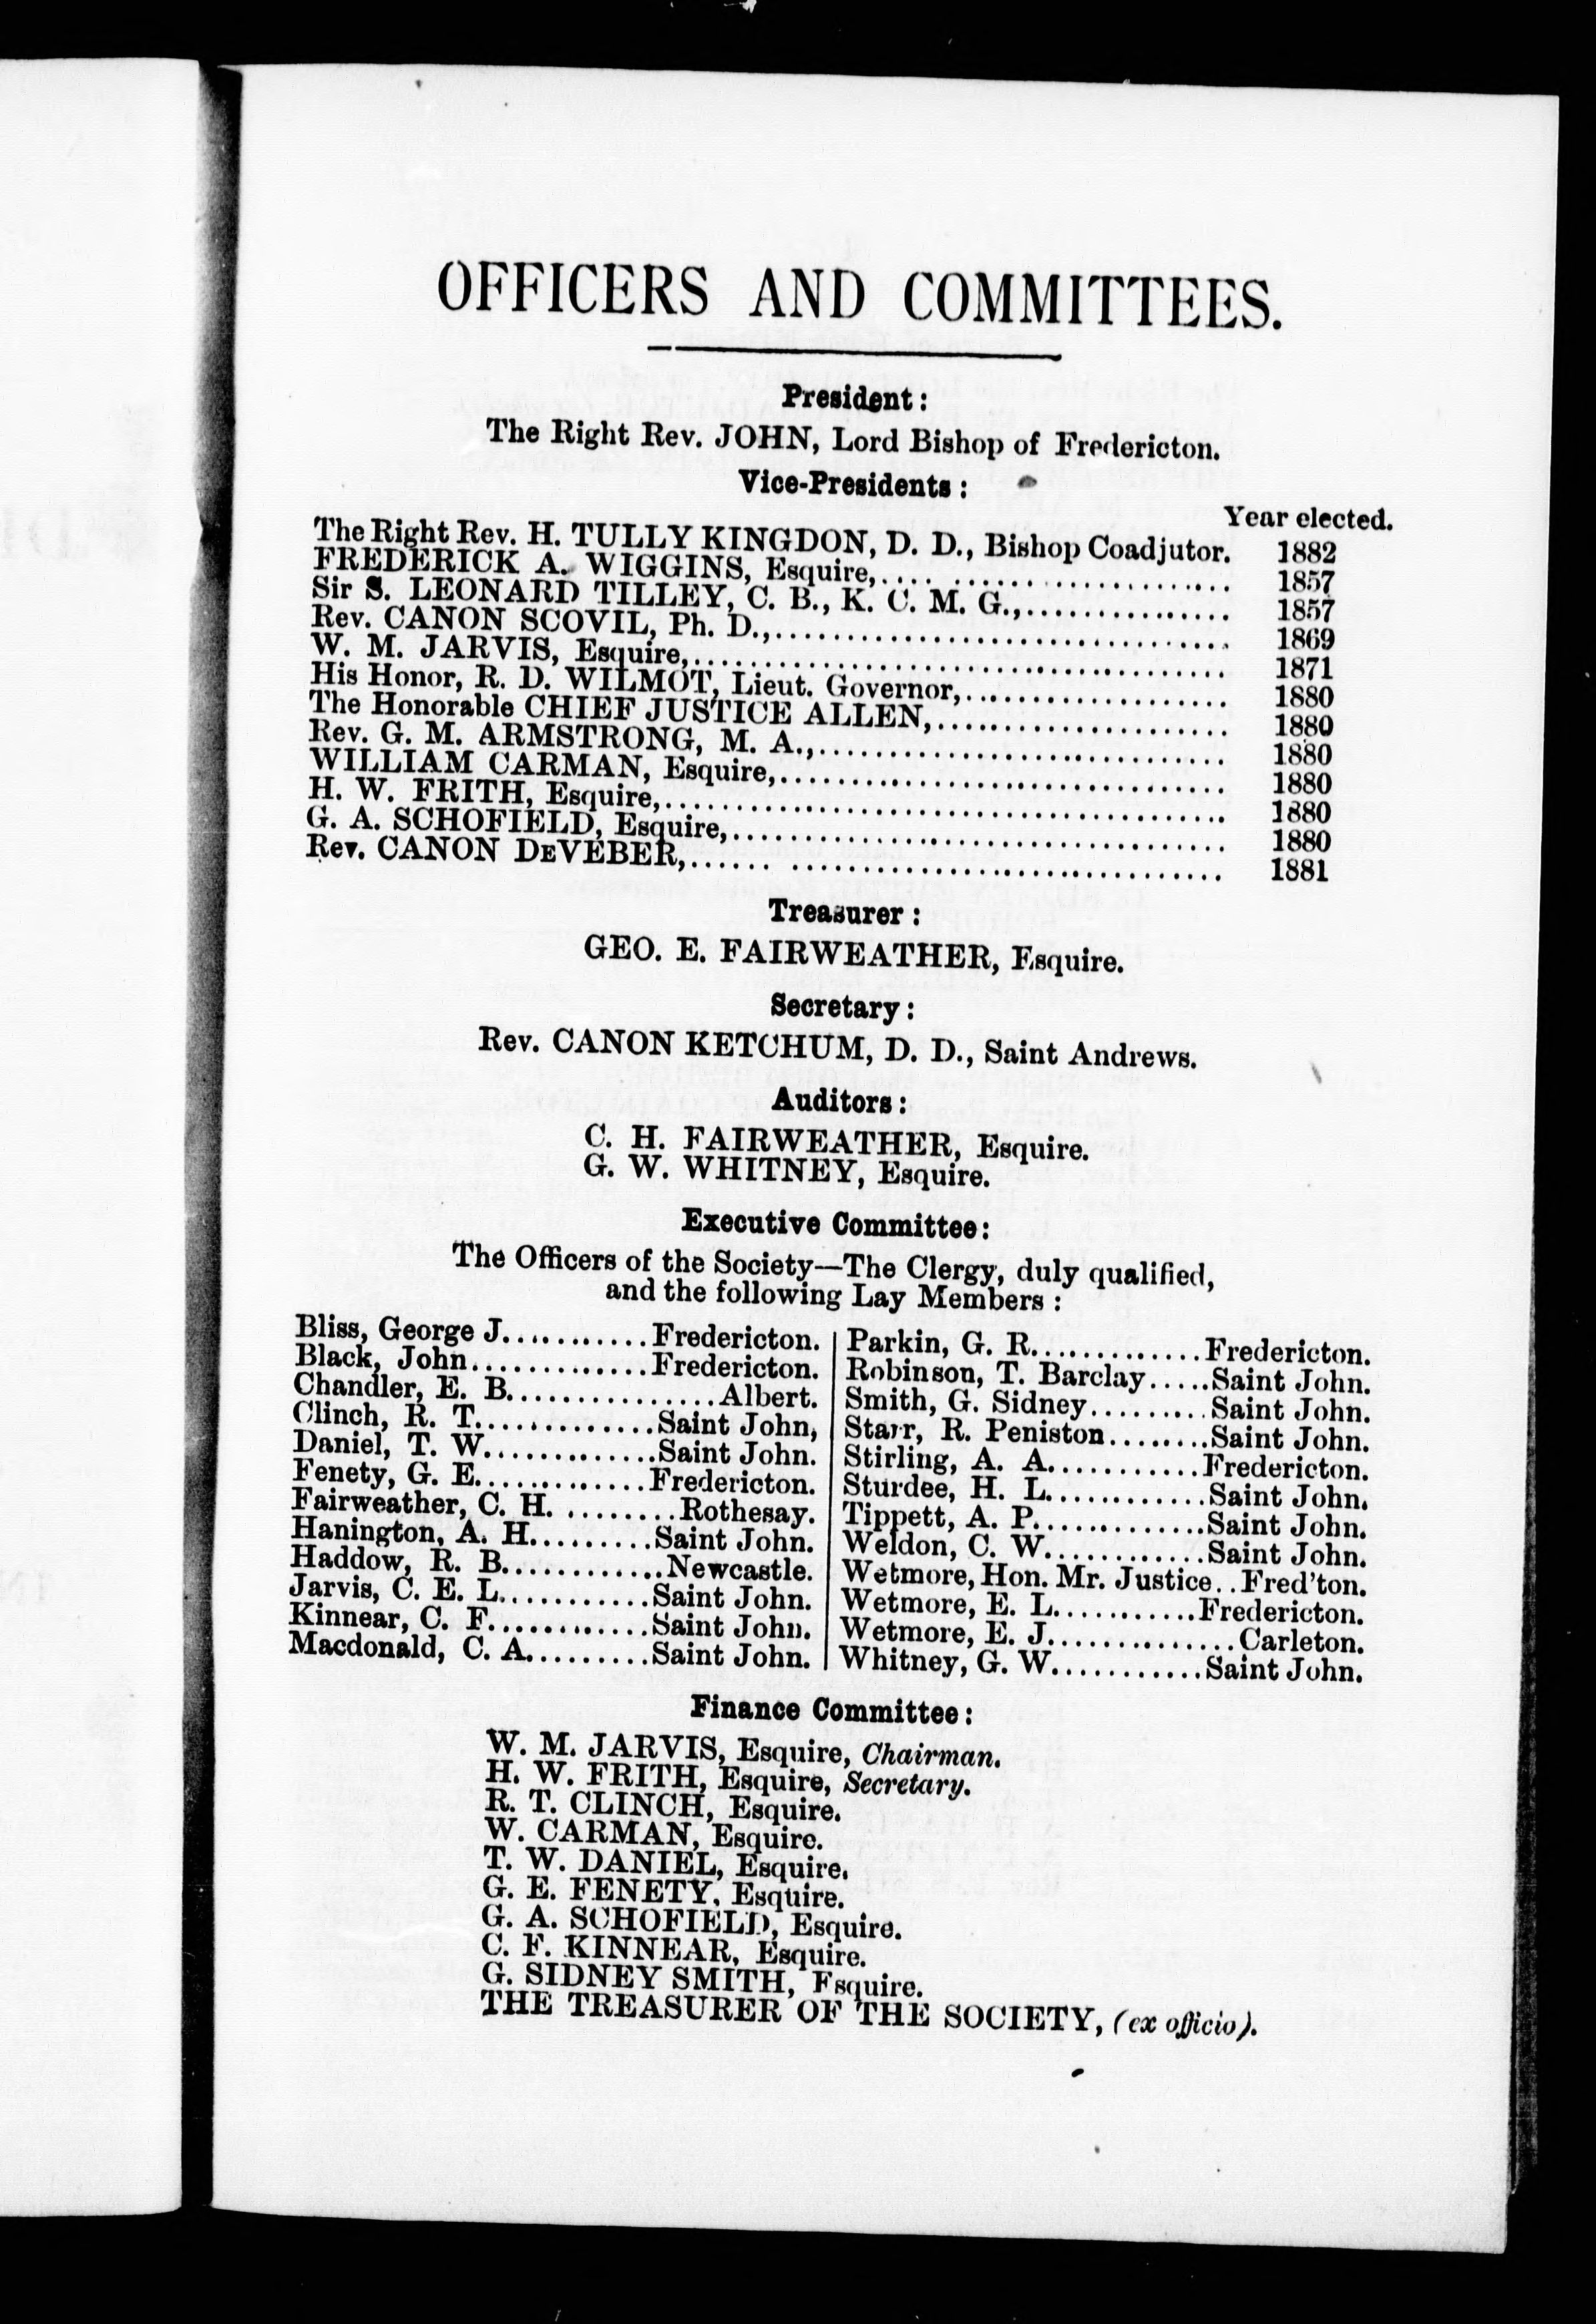 OFFICERS AND COMMITTEES.
President:
The Right Rev. JOHN, Lord Bishop of Fredericton.
Vice-Presidents:
Year elected.
The Right Rev. H. TULLY KINGDON, D. D., Bishop Coadjutor. 1882
FREDERICK A. WIGGINS, Esquire,.... ..................... 1857
Sir S. LEONARD TILLEY, C. B., K. C. M. G.,................ 1857
Rev. CANON SCOVIL, Ph. D.,................................ 1869
W. M. JARVIS, Esquire,.................................... 1871
His Honor, R. D. WILMOT, Lieut. Governor,................. 1880
The Honorable CHIEF JUSTICE ALLEN,........................ 1880
Rev. G. M. ARMSTRONG, M. A.,.............................. 1880
WILLIAM CARMAN, Esquire,.................................. 1880
H. W. FRITH, Esquire,..................................... 1880
G. A. SCHOFIELD, Esquire,................................. 1880
Rev. CANON DEVEBER,...... ................................ 1881
Treasurer:
GEO. E. FAIRWEATHER, Esquire.
Secretary:
Rev. CANON KETCHUM, D. D., Saint Andrews.
Auditors:
C. H. FAIRWEATHER, Esquire.
G. W. WHITNEY, Esquire.
Executive Committee:
The Officers of the Society—The Clergy, duly qualified,
and the following Lay Members:
Bliss, George J...........Fredericton.
Black, John.............Fredericton.
Chandler, E. B................Albert.
Clinch, R. T.............Saint John,
Daniel, T. W.............Saint John.
Fenety, G. E.............Fredericton.
Fairweather, C. H. .........Rothesay.
Hanington, A. H.........Saint John.
Haddow, R. B............Newcastle.
Jarvis, C. E. L...........Saint John.
Kinnear, C. F............Saint John.
Macdonald, C. A.........Saint John.
Parkin, G. R.............Fredericton.
Robinson, T. Barclay.....Saint John.
Smith, G. Sidney.........Saint John.
Starr, R. Peniston........Saint John.
Stirling, A. A...........Fredericton.
Sturdee, H. L............Saint John.
Tippett, A. P.............Saint John.
Weldon, C. W............Saint John.
Wetmore, Hon. Mr. Justice..Fred'ton.
Wetmore, E. L...........Fredericton.
Wetmore, E. J..............Carleton.
Whitney, G. W...........Saint John.
Finance Committee:
W. M. JARVIS, Esquire, Chairman.
H. W. FRITH, Esquire, Secretary.
R. T. CLINCH, Esquire.
W. CARMAN, Esquire.
T. W. DANIEL, Esquire.
G. E. FENETY, Esquire.
G. A. SCHOFIELD, Esquire.
C. F. KINNEAR, Esquire.
G. SIDNEY SMITH, Esquire.
THE TREASURER OF THE SOCIETY, (ex officio).